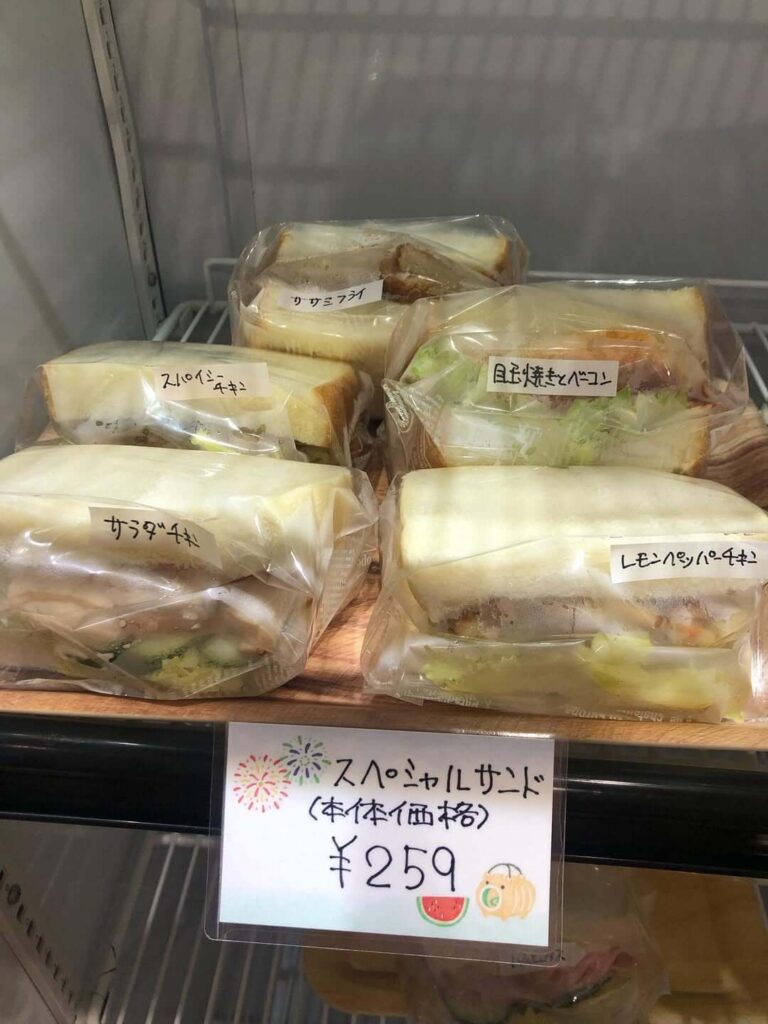 ササミフライ
スパイシー
チキン
目玉焼きとベーコン
サラダチキン
レモンペッパーチキン
スペシャルサンド
(本体価格)
¥259